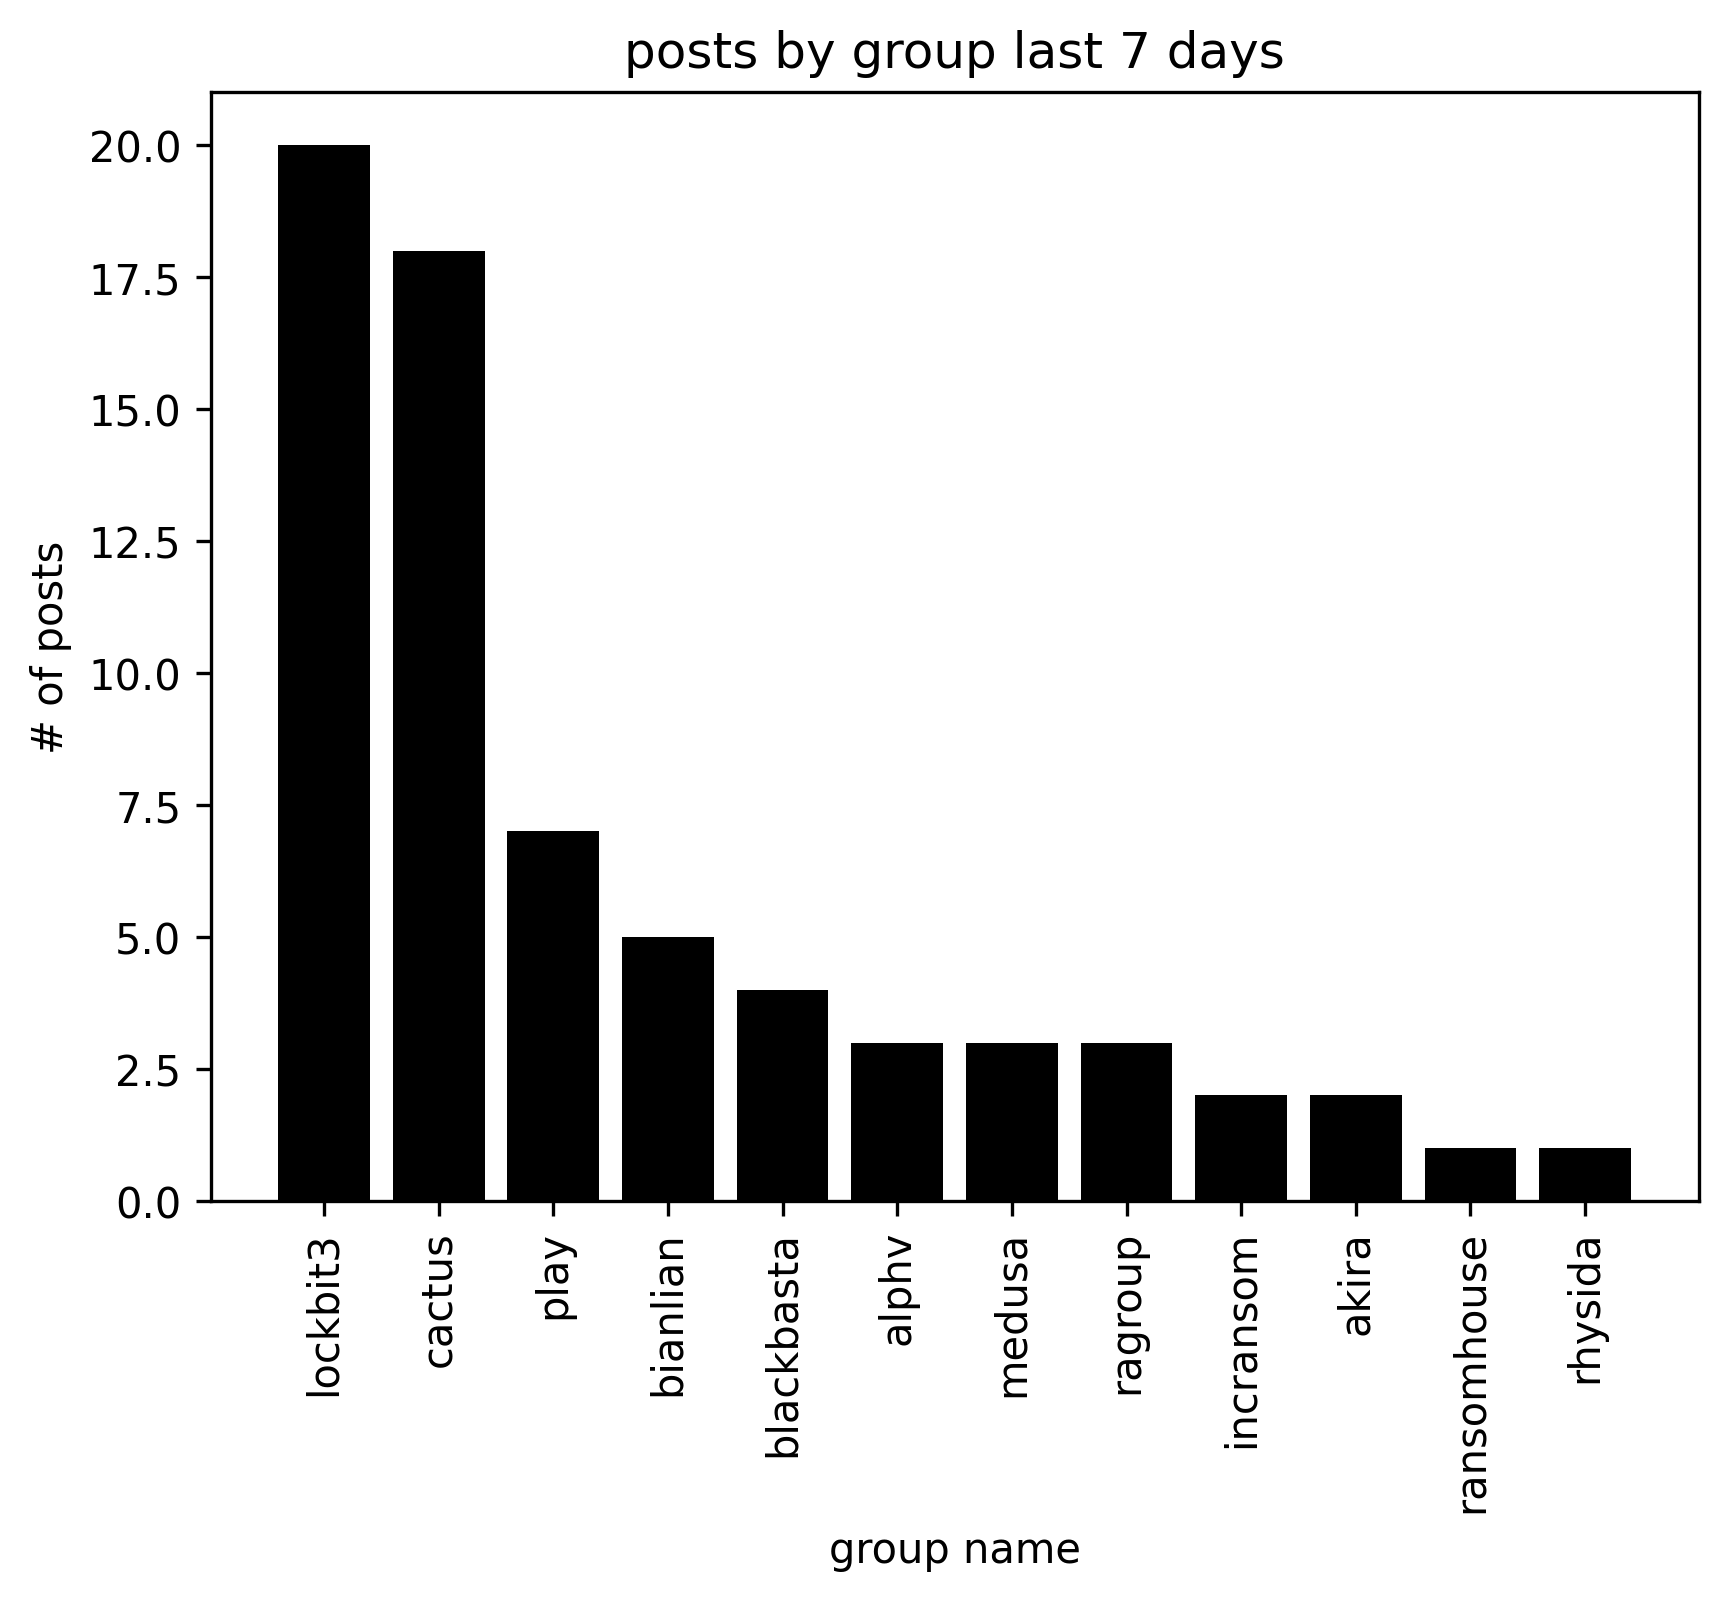 posts by group last 7 days
# of posts
20.0
17.5
15.0
12.5
10.0
7.5
5.0
2.5
0.0
lockbit3
cactus
play
bianlian
blackbasta
alphv
medusa
ragroup
incransom
akira
ransomhouse
rhysida
group name